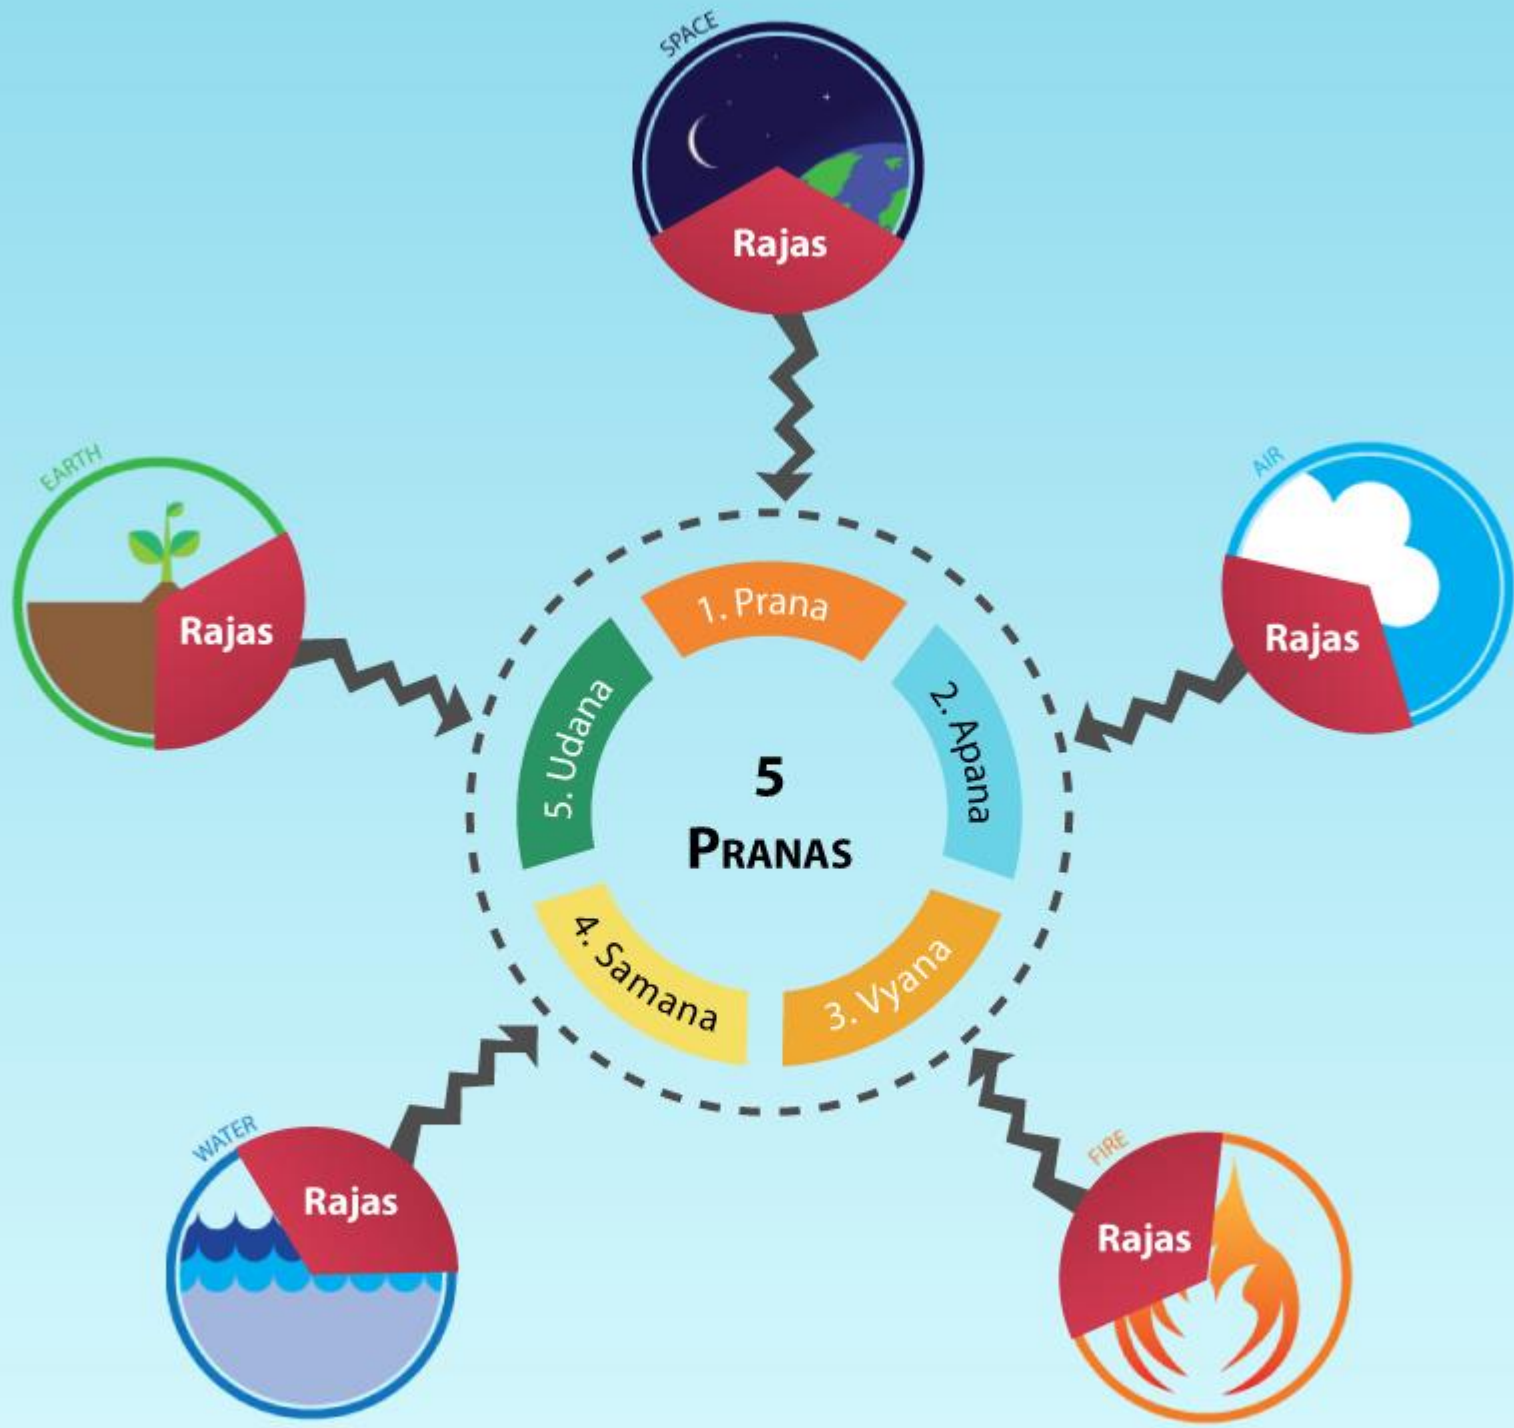 SPACE
Rajas
EARTH
Rajas
AIR
Rajas
1. Prana
2. Apana
3. Vyana
4. Samana
5. Udana
5
PRANAS
WATER
Rajas
FIRE
Rajas